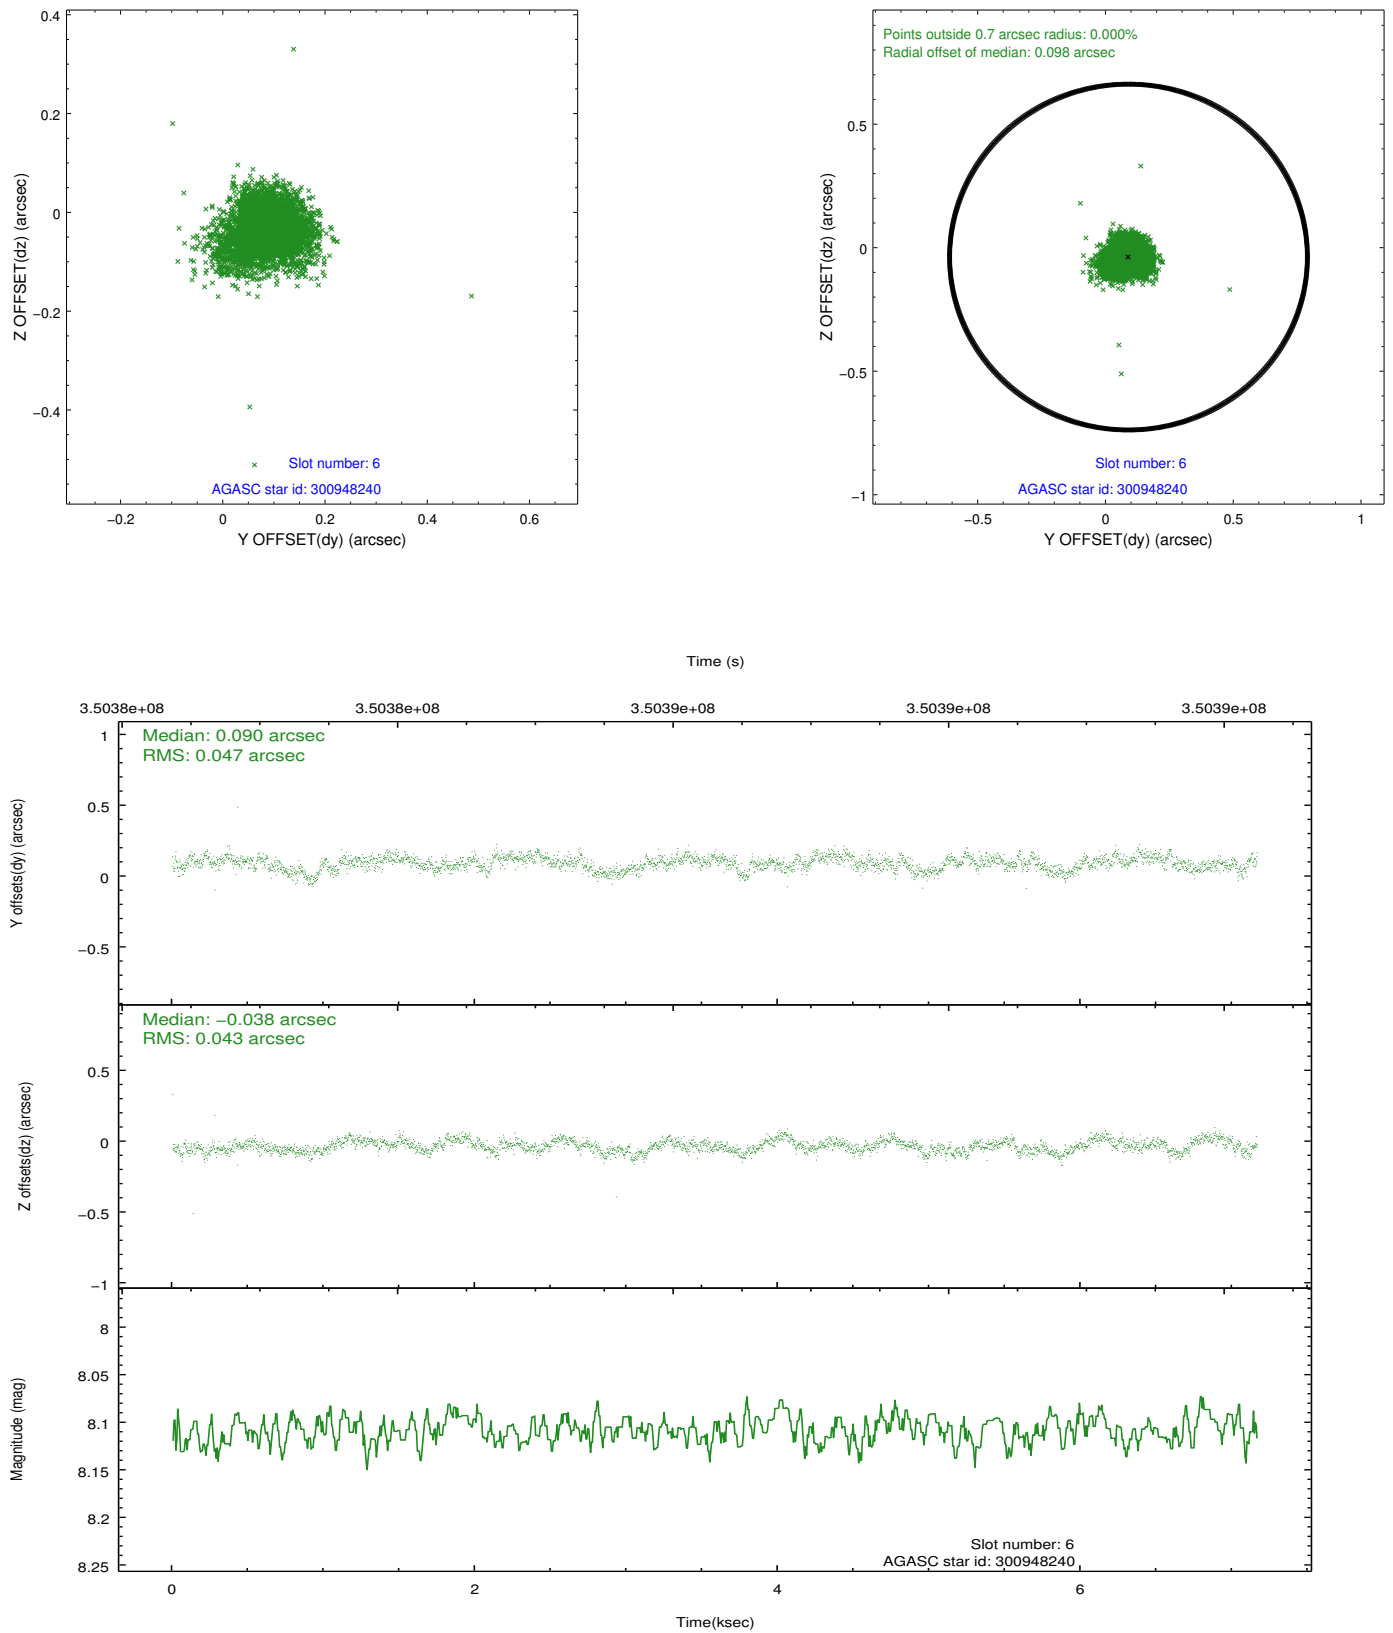 0.4
0.2
0
−0.2
−0.4
Z OFFSET(dz) (arcsec)
−0.2
0
0.2
0.4
0.6
Y OFFSET(dy) (arcsec)
Slot number: 6
AGASC star id: 300948240
Points outside 0.7 arcsec radius: 0.000%
Radial offset of median: 0.098 arcsec
0.5
0
−0.5
−1
Z OFFSET(dz) (arcsec)
−0.5
0
0.5
1
Y OFFSET(dy) (arcsec)
Slot number: 6
AGASC star id: 300948240
Time (s)
3.5038e+08
3.5038e+08
3.5039e+08
3.5039e+08
3.5039e+08
Median: 0.090 arcsec
RMS: 0.047 arcsec
1
0.5
0
−0.5
Y offsets(dy) (arcsec)
Median: −0.038 arcsec
RMS: 0.043 arcsec
0.5
0
−0.5
−1
Z offsets(dz) (arcsec)
8
8.05
8.1
8.15
8.2
8.25
Magnitude (mag)
Slot number: 6
AGASC star id: 300948240
0
2
4
6
Time(ksec)